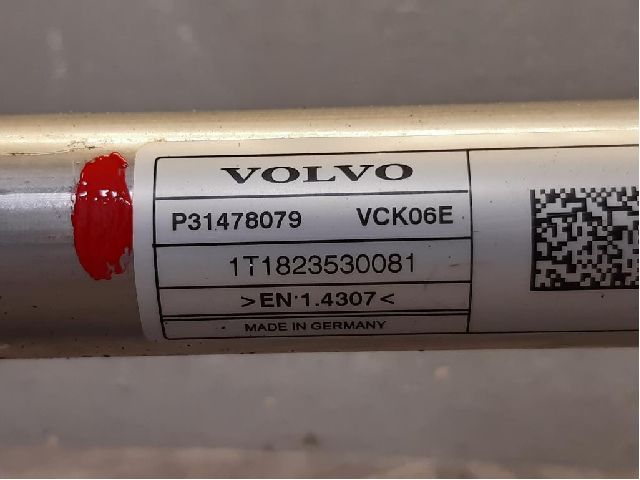 VOLVO
P31478079 VCK06E
1T1823530081
>EN 1.4307<
MADE IN GERMANY